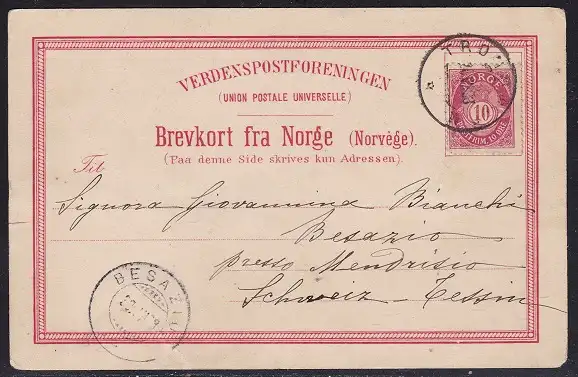 VERDENSPOSTFORENINGEN
(UNION POSTALE UNIVERSELLE)
Brevkort fra Norge (Norvège).
(Paa denne Side skrives kun Adressen).
TRO
NORGE
10
Til
Signora Giovannina Bianchi
Besazio
presso Mendrisio
Schweiz - Tessin
BESAZIO